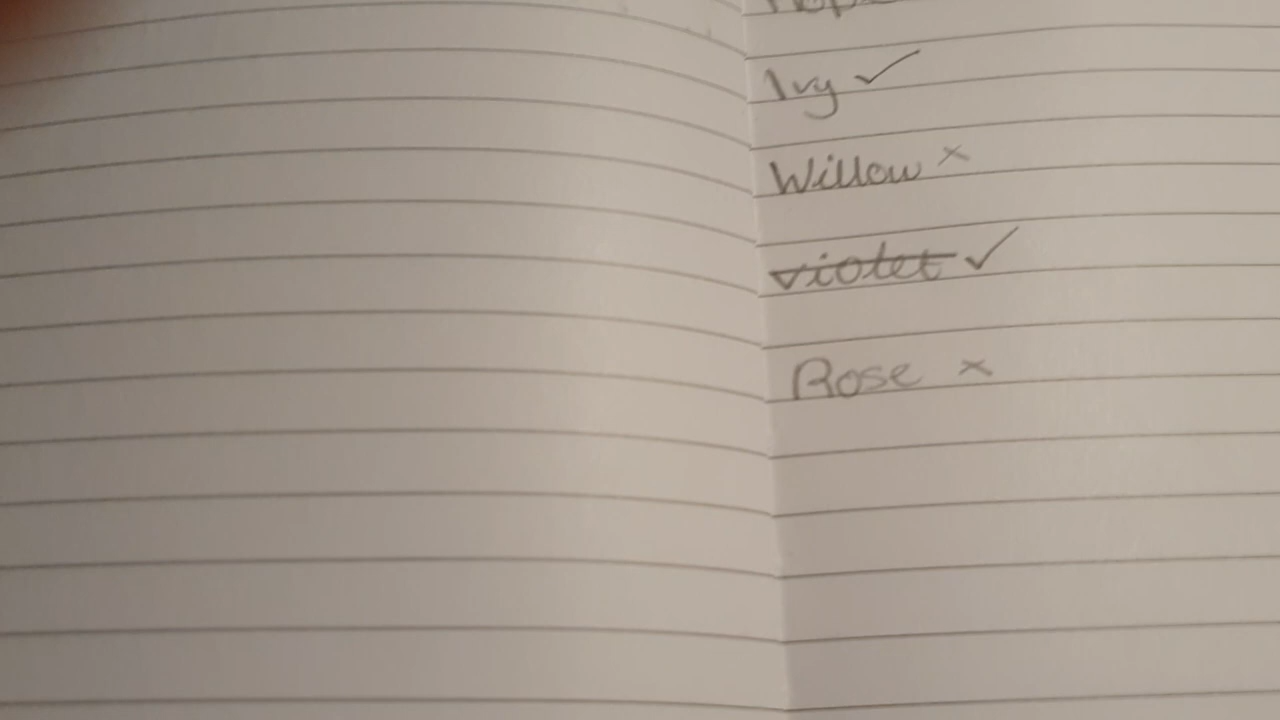 Ivy ✓
Willow ×
violet ✓
Rose ×